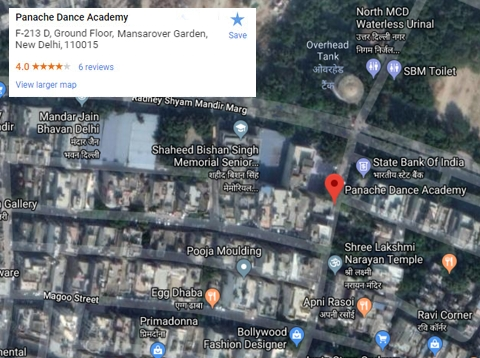 Panache Dance Academy
F-213 D, Ground Floor, Mansarover Garden,
New Delhi, 110015
Save
4.0
6 reviews
View larger map
North MCD
Waterless Urinal
उत्तर दिल्ली नगर
निगम निर्जल...
Overhead
Tank
ओवरहेड
टैंक
SBM Toilet
Radhey Shyam Mandir Marg
Mandar Jain
Bhavan Delhi
मंदार जैन
भवन दिल्ली
Shaheed Bishan Singh
Memorial Senior...
शहीद बिशन सिंह
मेमोरियल...
State Bank Of India
भारतीय स्टेट बैंक
Panache Dance Academy
Gallery
Pooja Moulding
Shree Lakshmi
Narayan Temple
श्री लक्ष्मी
नारायण मंदिर
ware
Magoo Street
Egg Dhaba
एग्ग ढाबा
Apni Rasoi
अपनी रसोई
Ravi Corner
रवि कॉर्नर
Primadonna
प्रिमदोंना
Bollywood
Fashion Designer